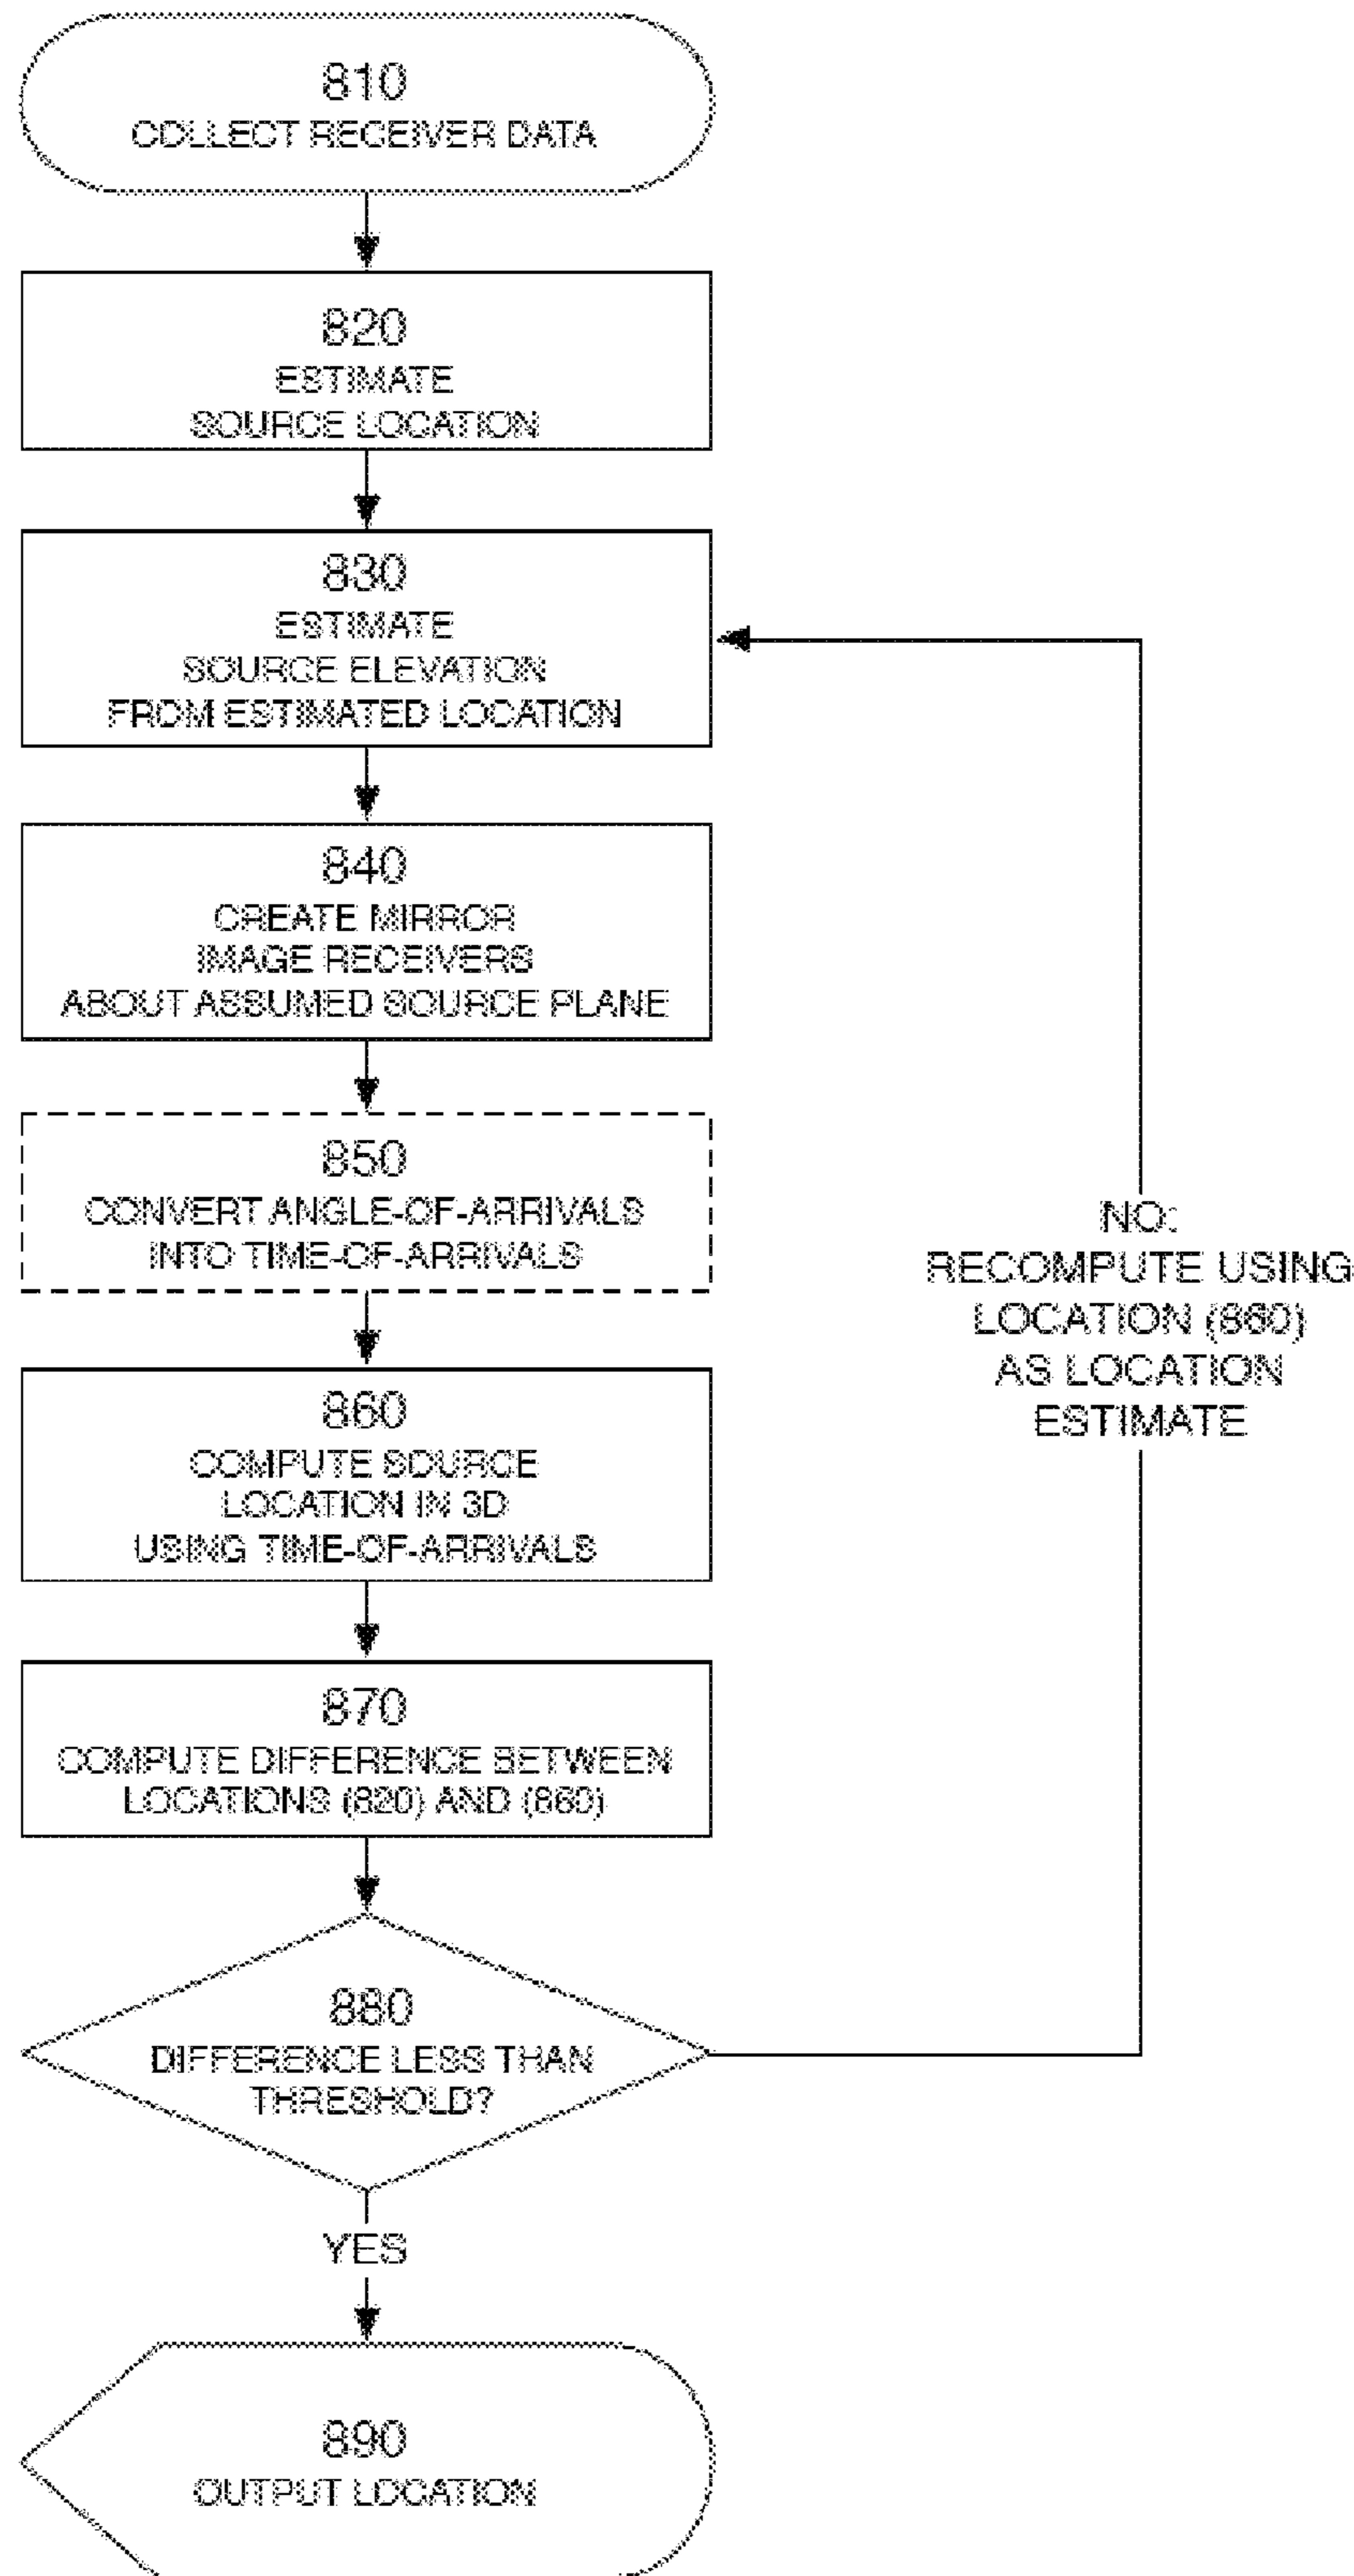 810
COLLECT RECEIVER DATA
820
ESTIMATE
SOURCE LOCATION
830
ESTIMATE
SOURCE ELEVATION
FROM ESTIMATED LOCATION
840
CREATE MIRROR
IMAGE RECEIVERS
ABOUT ASSUMED SOURCE PLANE
850
CONVERT ANGLE-OF-ARRIVALS
INTO TIME-OF-ARRIVALS
860
COMPUTE SOURCE
LOCATION IN 3D
USING TIME-OF-ARRIVALS
870
COMPUTE DIFFERENCE BETWEEN
LOCATIONS (820) AND (860)
880
DIFFERENCE LESS THAN
THRESHOLD?
NO:
RECOMPUTE USING
LOCATION (860)
AS LOCATION
ESTIMATE
YES
890
OUTPUT LOCATION